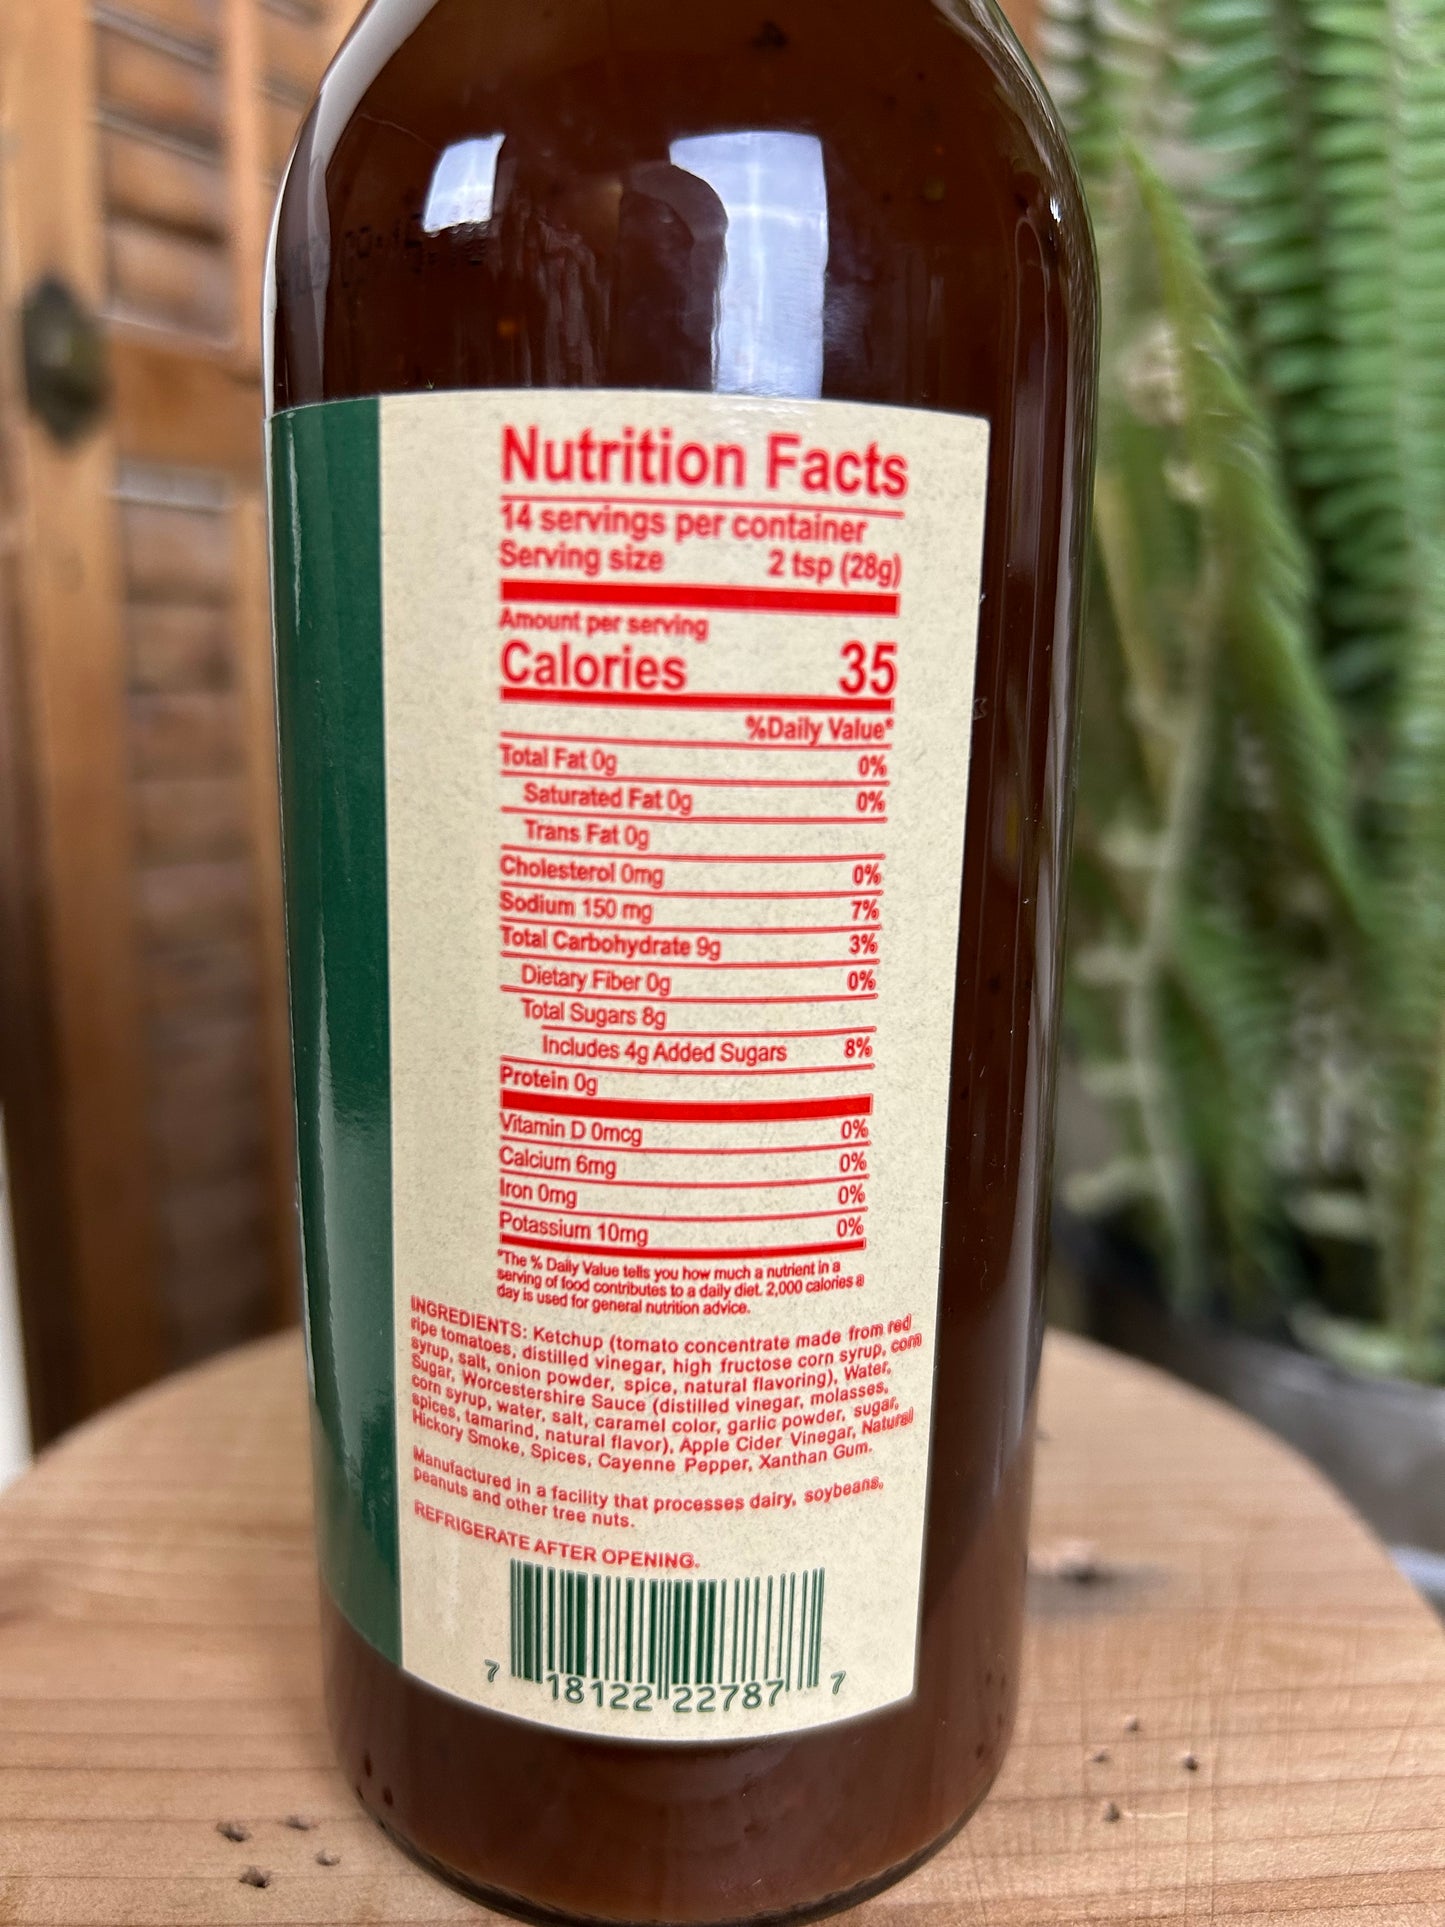 Nutrition Facts
14 servings per container
Serving size 2 tsp (28g)
Amount per serving
Calories 35
%Daily Value*
Total Fat 0g 0%
Saturated Fat 0g 0%
Trans Fat 0g
Cholesterol 0mg 0%
Sodium 150 mg 7%
Total Carbohydrate 9g 3%
Dietary Fiber 0g 0%
Total Sugars 8g
Includes 4g Added Sugars 8%
Protein 0g
Vitamin D 0mcg 0%
Calcium 6mg 0%
Iron 0mg 0%
Potassium 10mg 0%
*The % Daily Value tells you how much a nutrient in a
serving of food contributes to a daily diet. 2,000 calories a
day is used for general nutrition advice.
INGREDIENTS: Ketchup (tomato concentrate made from red
ripe tomatoes, distilled vinegar, high fructose corn syrup, corn
syrup, salt, onion powder, spice, natural flavoring), Water,
Sugar, Worcestershire Sauce (distilled vinegar, molasses,
corn syrup, water, salt, caramel color, garlic powder, sugar,
spices, tamarind, natural flavor), Apple Cider Vinegar, Natural
Hickory Smoke, Spices, Cayenne Pepper, Xanthan Gum.
Manufactured in a facility that processes dairy, soybeans,
peanuts and other tree nuts.
REFRIGERATE AFTER OPENING.
7 18122 22787 7